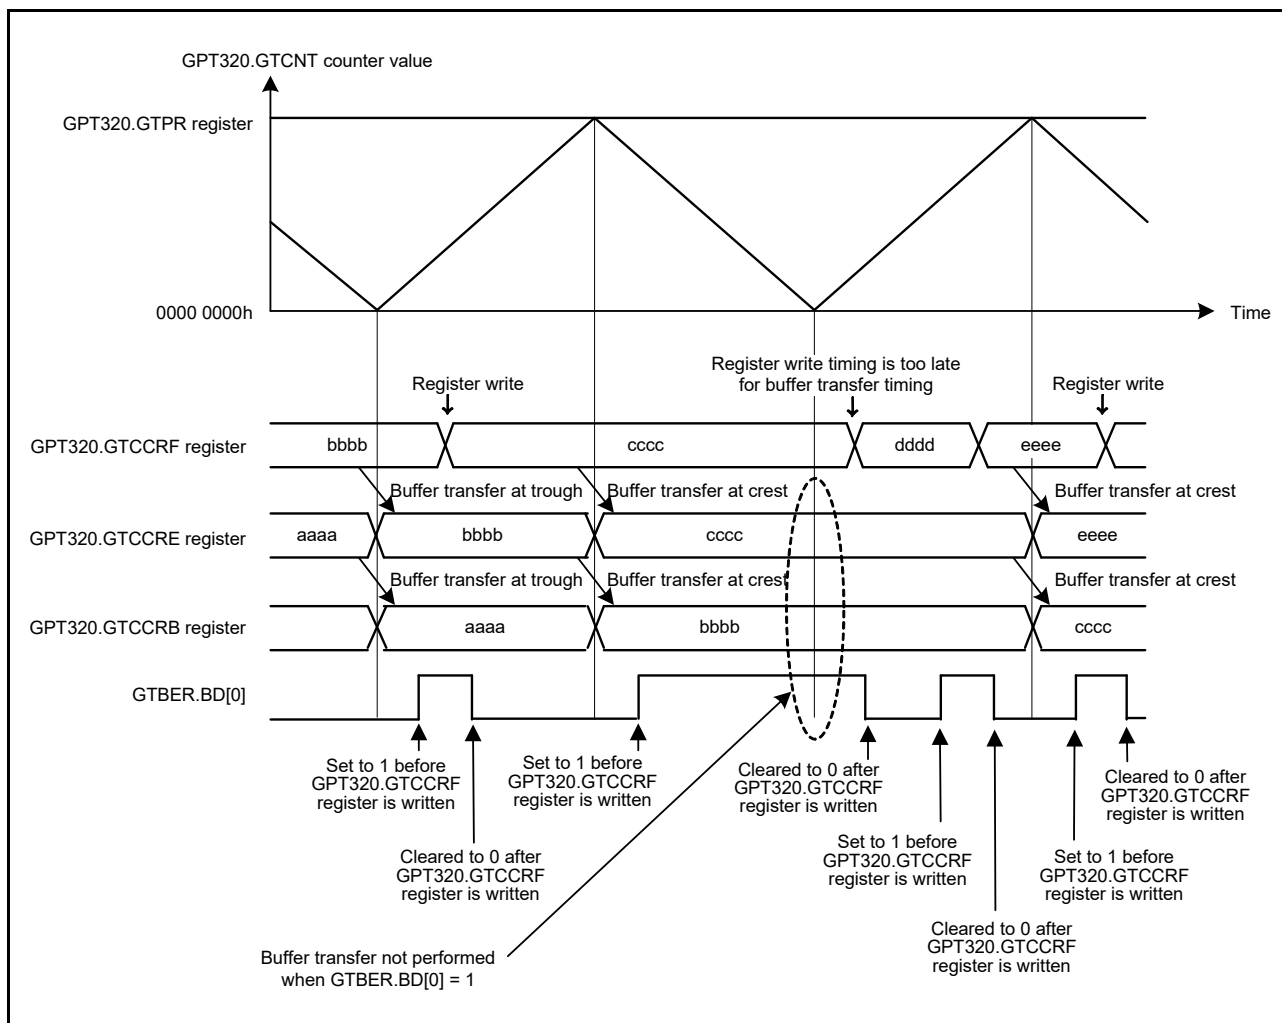 GPT320.GTCNT counter value
GPT320.GTPR register
0000 0000h
Time
Register write timing is too late
for buffer transfer timing
Register write
Register write
GPT320.GTCCRF register
bbbb
cccc
dddd
eeee
Buffer transfer at trough
Buffer transfer at crest
Buffer transfer at crest
GPT320.GTCCRE register
aaaa
bbbb
cccc
eeee
Buffer transfer at trough
Buffer transfer at crest
Buffer transfer at crest
GPT320.GTCCRB register
aaaa
bbbb
cccc
GTBER.BD[0]
Set to 1 before
GPT320.GTCCRF
register is written
Set to 1 before
GPT320.GTCCRF
register is written
Cleared to 0 after
GPT320.GTCCRF
register is written
Cleared to 0 after
GPT320.GTCCRF
register is written
Cleared to 0 after
GPT320.GTCCRF
register is written
Set to 1 before
GPT320.GTCCRF
register is written
Set to 1 before
GPT320.GTCCRF
register is written
Cleared to 0 after
GPT320.GTCCRF
register is written
Buffer transfer not performed
when GTBER.BD[0] = 1